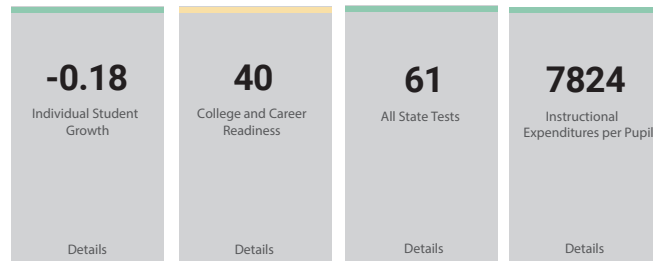 -0.18
Individual Student
Growth
Details
40
College and Career
Readiness
Details
61
All State Tests
Details
7824
Instructional
Expenditures per Pupil
Details